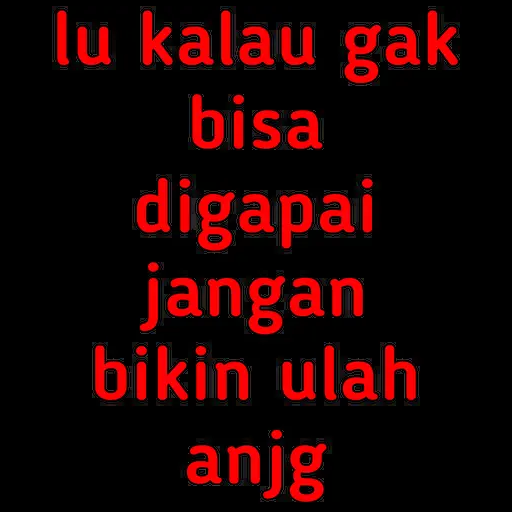 lu kalau gak
bisa
digapai
jangan
bikin ulah
anjg